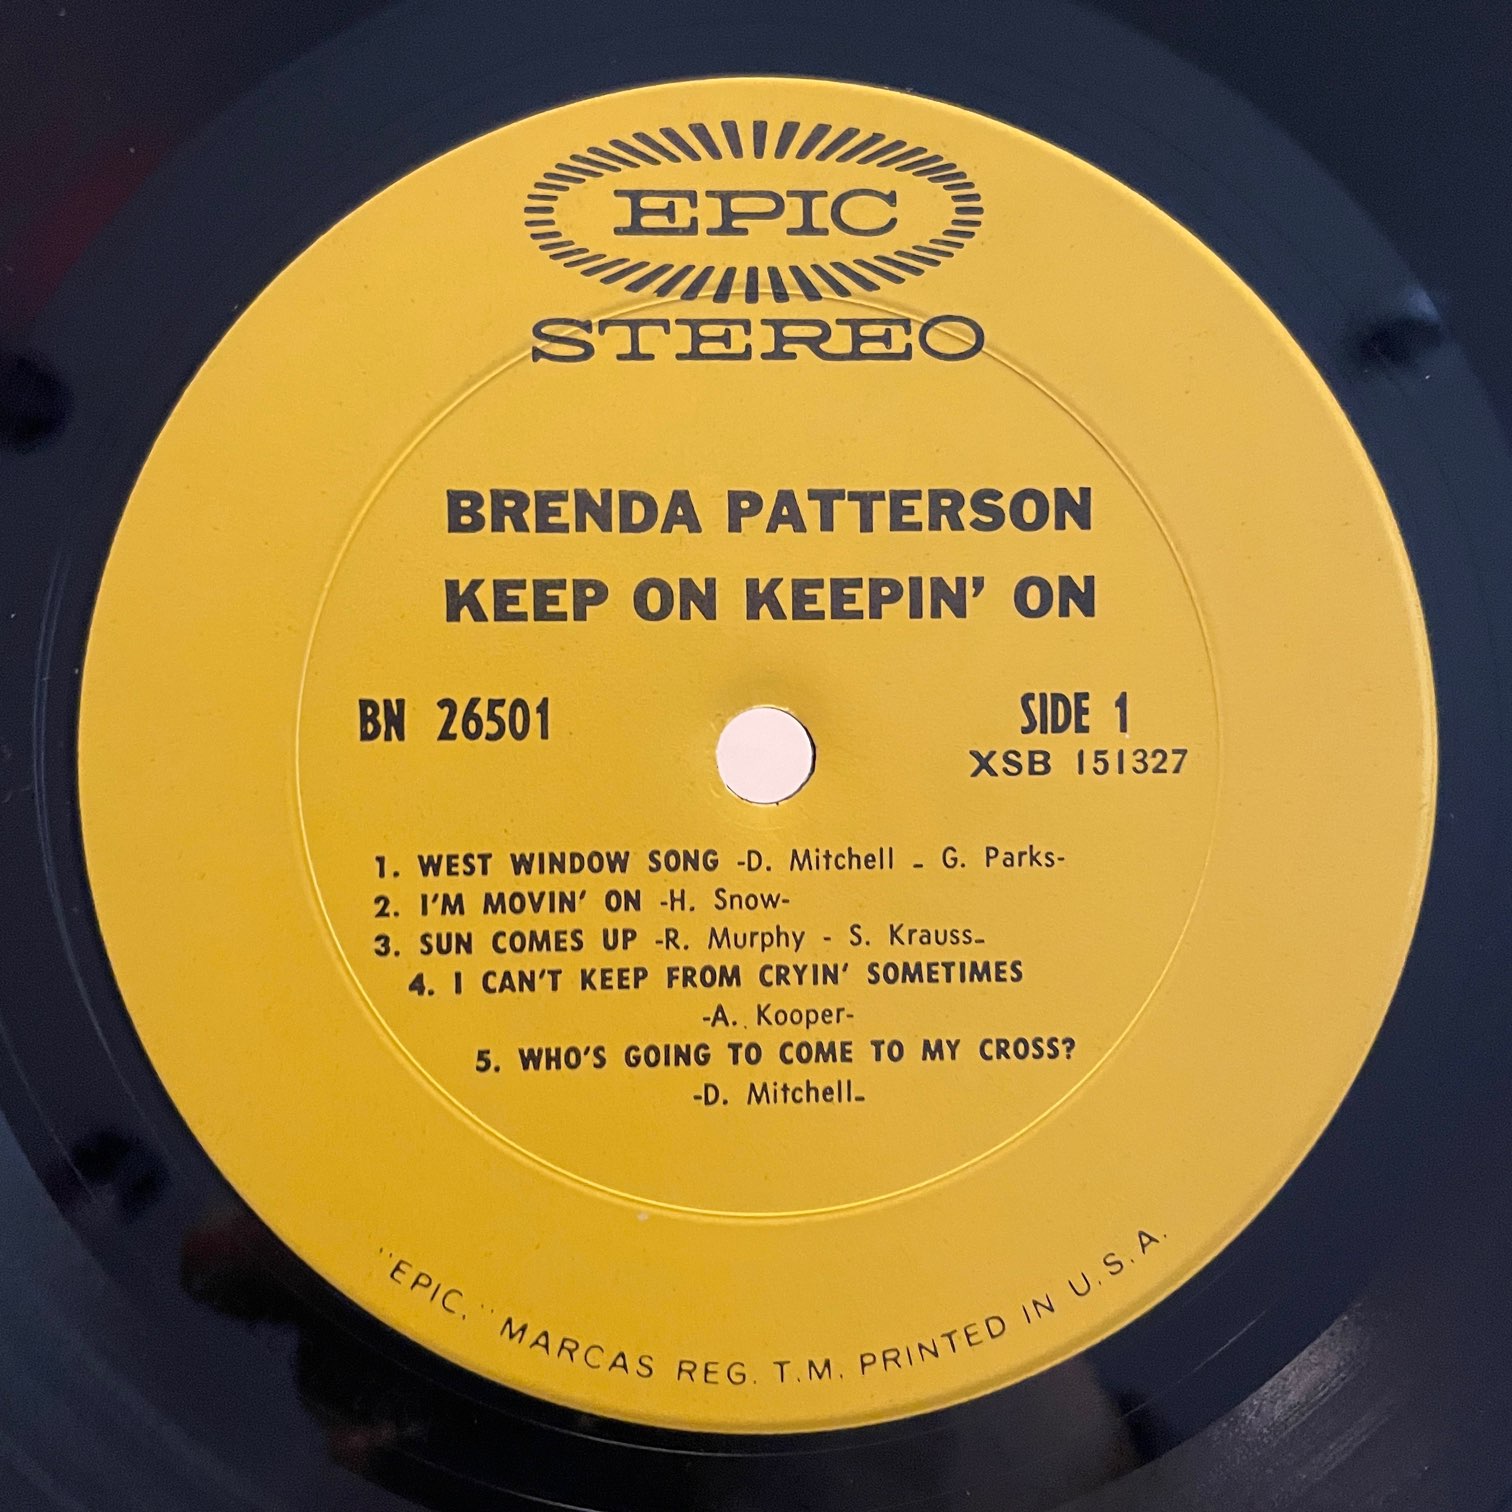 EPIC
STEREO
BRENDA PATTERSON
KEEP ON KEEPIN' ON
BN 26501
SIDE 1
XSB 151327
1. WEST WINDOW SONG -D. Mitchell - G. Parks-
2. I'M MOVIN' ON -H. Snow-
3. SUN COMES UP -R. Murphy - S. Krauss-
4. I CAN'T KEEP FROM CRYIN' SOMETIMES
-A. Kooper-
5. WHO'S GOING TO COME TO MY CROSS?
-D. Mitchell-
"EPIC," MARCAS REG. T.M. PRINTED IN U.S.A.